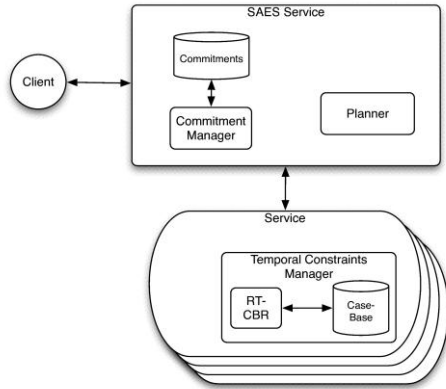 SAES Service
Commitments
Client
Commitment
Manager
Planner
Service
Temporal Constraints
Manager
RT-
CBR
Case-
Base